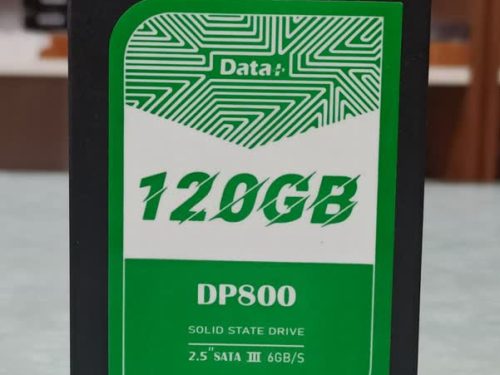 Data+
120GB
DP800
SOLID STATE DRIVE
2.5" SATA III 6GB/S